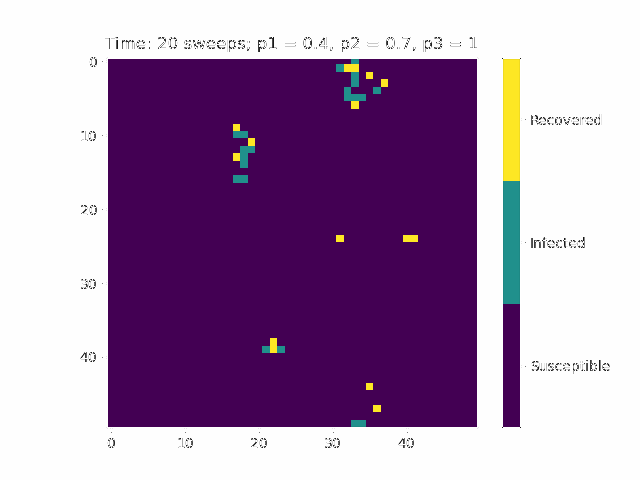 Time: 20 sweeps; p1 = 0.4, p2 = 0.7, p3 = 1
0
10
20
30
40
0
10
20
30
40
Recovered
Infected
Susceptible